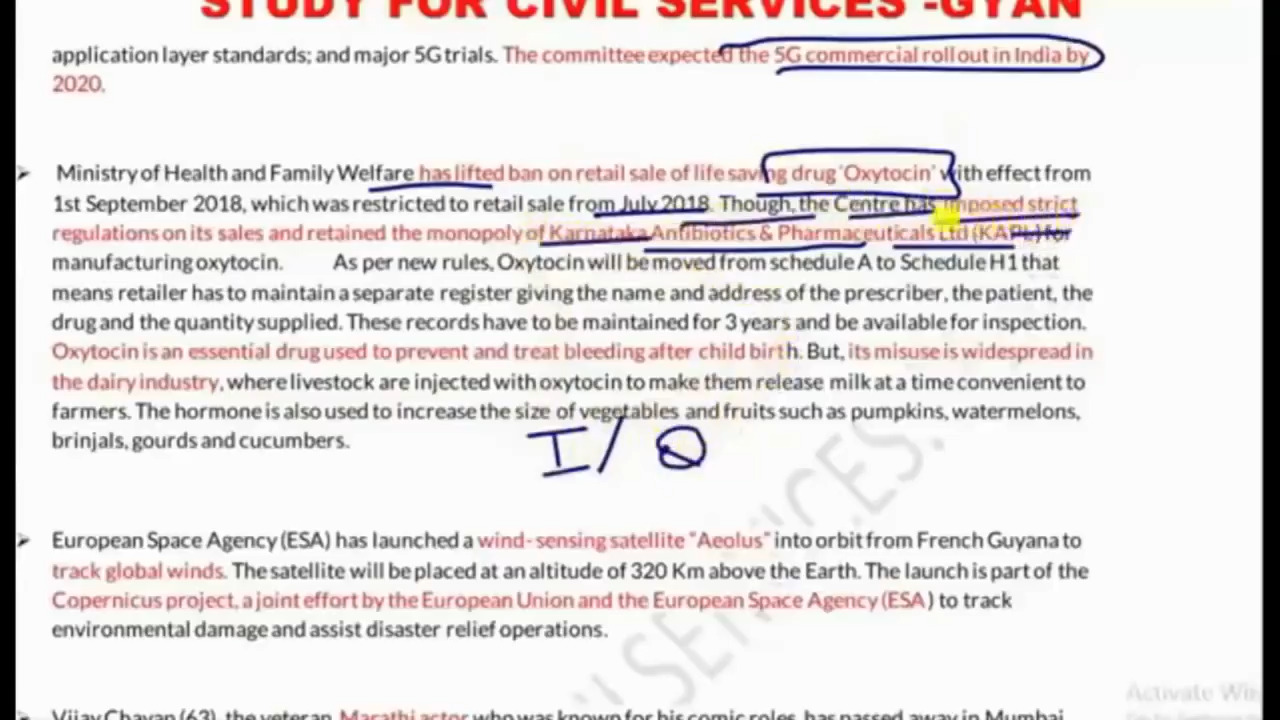 STUDY FOR CIVIL SERVICES -GYAN
application layer standards; and major 5G trials. The committee expected the 5G commercial roll out in India by
2020.
Ministry of Health and Family Welfare has lifted ban on retail sale of life saving drug 'Oxytocin' with effect from
1st September 2018, which was restricted to retail sale from July 2018. Though, the Centre has imposed strict
regulations on its sales and retained the monopoly of Karnataka Antibiotics & Pharmaceuticals Ltd (KAPL) for
manufacturing oxytocin. As per new rules, Oxytocin will be moved from schedule A to Schedule H1 that
means retailer has to maintain a separate register giving the name and address of the prescriber, the patient, the
drug and the quantity supplied. These records have to be maintained for 3 years and be available for inspection.
Oxytocin is an essential drug used to prevent and treat bleeding after child birth. But, its misuse is widespread in
the dairy industry, where livestock are injected with oxytocin to make them release milk at a time convenient to
farmers. The hormone is also used to increase the size of vegetables and fruits such as pumpkins, watermelons,
brinjals, gourds and cucumbers.
I/
European Space Agency (ESA) has launched a wind- sensing satellite "Aeolus" into orbit from French Guyana to
track global winds. The satellite will be placed at an altitude of 320 Km above the Earth. The launch is part of the
Copernicus project, a joint effort by the European Union and the European Space Agency (ESA) to track
environmental damage and assist disaster relief operations.
Vijay Chavan (63), the veteran Marathi actor who was known for his comic roles, has passed away in Mumbai
SERVICES.
Activate Win